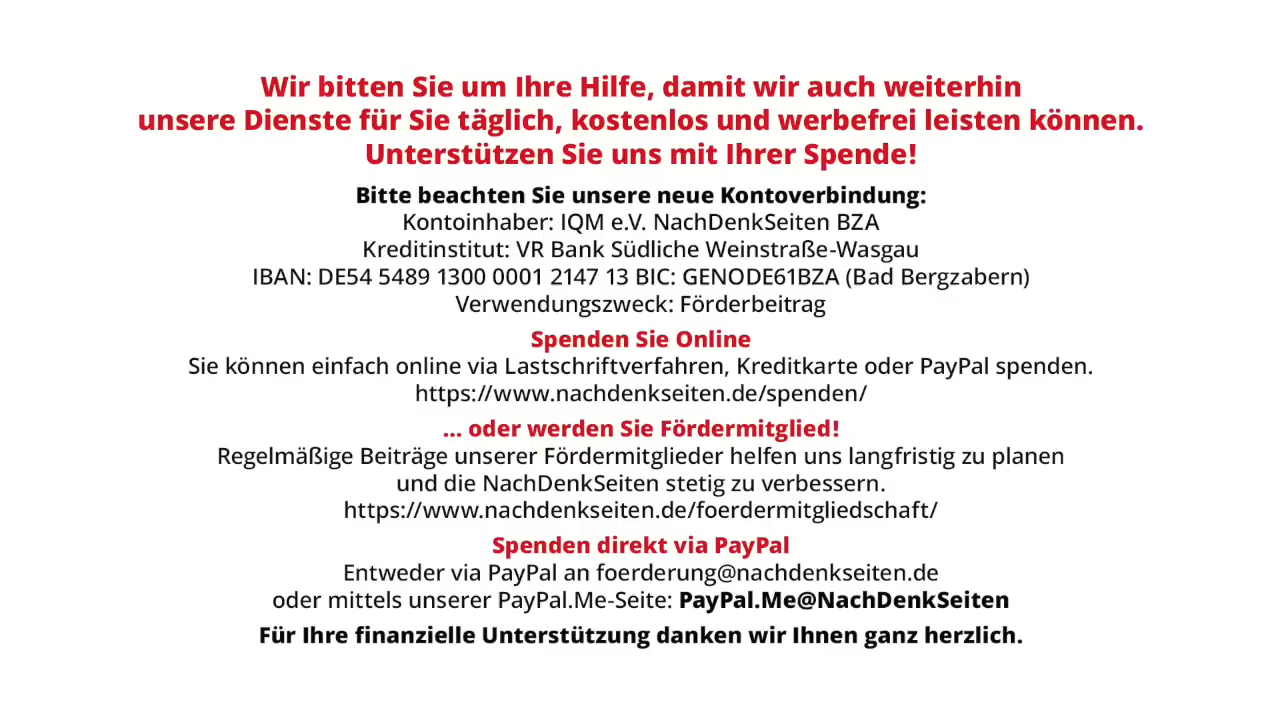 Wir bitten Sie um Ihre Hilfe, damit wir auch weiterhin
unsere Dienste für Sie täglich, kostenlos und werbefrei leisten können.
Unterstützen Sie uns mit Ihrer Spende!
Bitte beachten Sie unsere neue Kontoverbindung:
Kontoinhaber: IQM e.V. NachDenkSeiten BZA
Kreditinstitut: VR Bank Südliche Weinstraße-Wasgau
IBAN: DE54 5489 1300 0001 2147 13 BIC: GENODE61BZA (Bad Bergzabern)
Verwendungszweck: Förderbeitrag
Spenden Sie Online
Sie können einfach online via Lastschriftverfahren, Kreditkarte oder PayPal spenden.
https://www.nachdenkseiten.de/spenden/
... oder werden Sie Fördermitglied!
Regelmäßige Beiträge unserer Fördermitglieder helfen uns langfristig zu planen
und die NachDenkSeiten stetig zu verbessern.
https://www.nachdenkseiten.de/foerdermitgliedschaft/
Spenden direkt via PayPal
Entweder via PayPal an foerderung@nachdenkseiten.de
oder mittels unserer PayPal.Me-Seite: PayPal.Me@NachDenkSeiten
Für Ihre finanzielle Unterstützung danken wir Ihnen ganz herzlich.